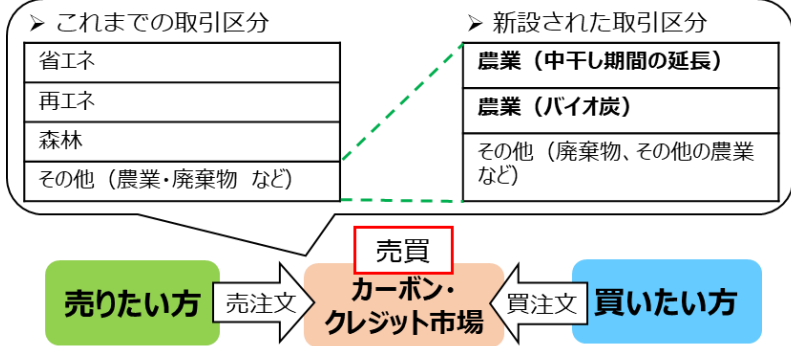 ➢ これまでの取引区分
省エネ
再エネ
森林
その他（農業・廃棄物 など）
➢ 新設された取引区分
農業（中干し期間の延長）
農業（バイオ炭）
その他（廃棄物、その他の農業
など）
売りたい方
売注文
売買
カーボン・
クレジット市場
買注文
買いたい方